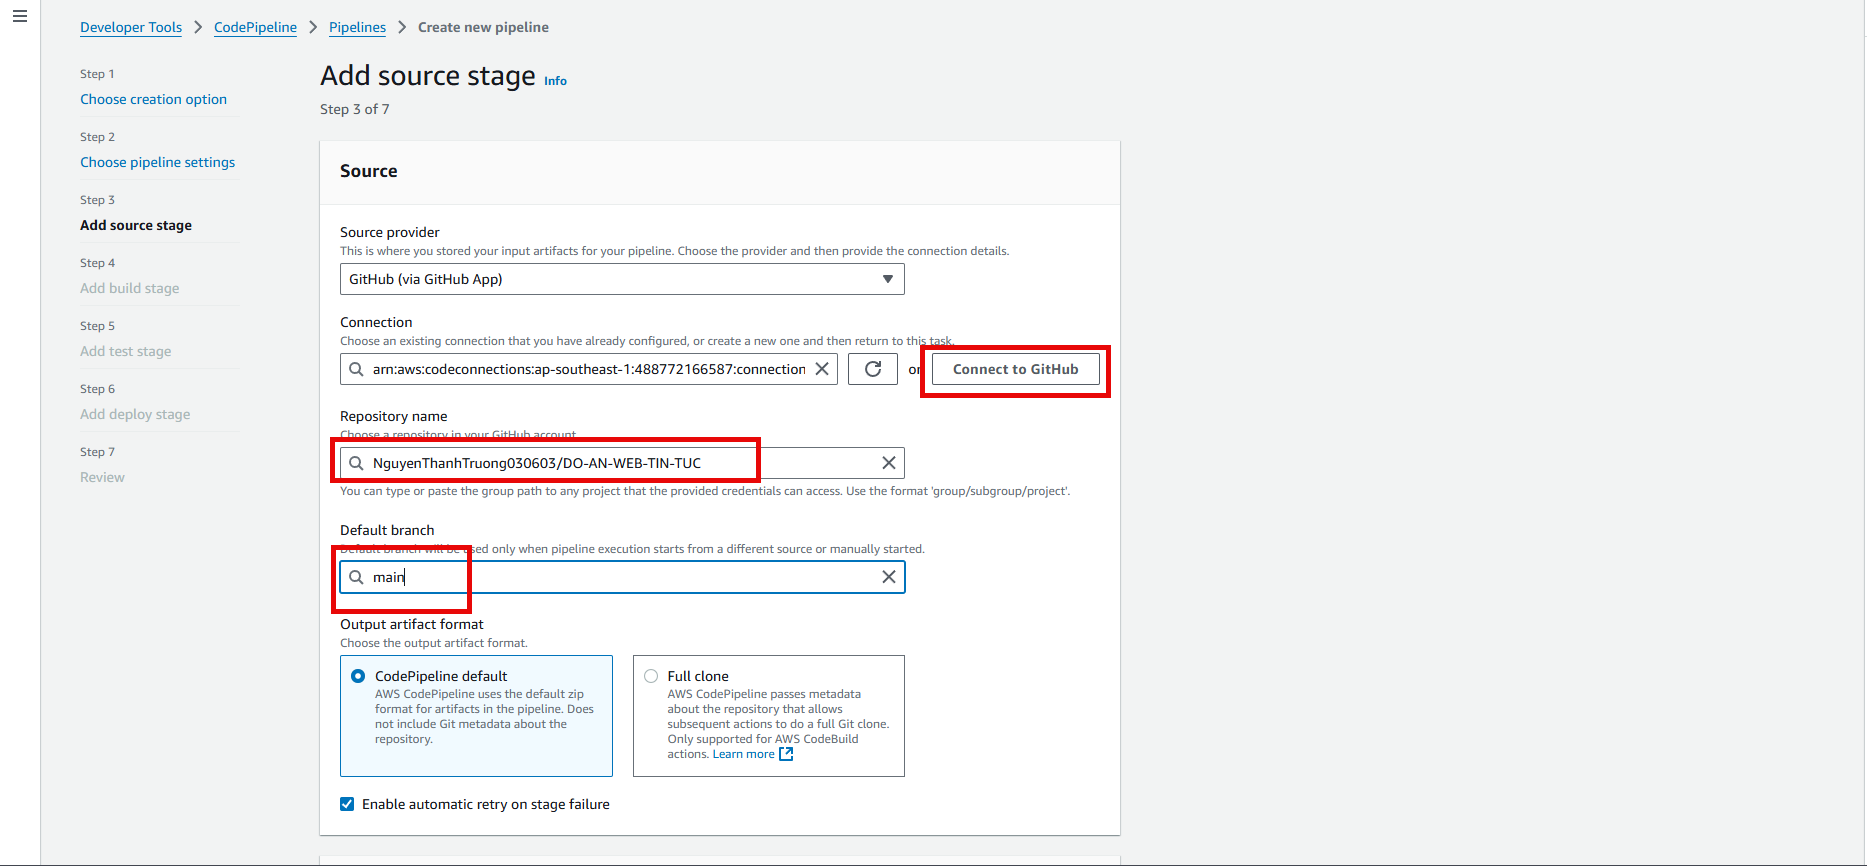 Developer Tools > CodePipeline > Pipelines > Create new pipeline
Step 1
Choose creation option
Step 2
Choose pipeline settings
Step 3
Add source stage
Step 4
Add build stage
Step 5
Add test stage
Step 6
Add deploy stage
Step 7
Review
Add source stage Info
Step 3 of 7
Source
Source provider
This is where you stored your input artifacts for your pipeline. Choose the provider and then provide the connection details.
GitHub (via GitHub App)
Connection
Choose an existing connection that you have already configured, or create a new one and then return to this task.
arn:aws:codeconnections:ap-southeast-1:488772166587:connection
or
Connect to GitHub
Repository name
Choose a repository in your GitHub account.
NguyenThanhTruong030603/DO-AN-WEB-TIN-TUC
You can type or paste the group path to any project that the provided credentials can access. Use the format 'group/subgroup/project'.
Default branch
Default branch will be used only when pipeline execution starts from a different source or manually started.
main
Output artifact format
Choose the output artifact format.
CodePipeline default
AWS CodePipeline uses the default zip
format for artifacts in the pipeline. Does
not include Git metadata about the
repository.
Full clone
AWS CodePipeline passes metadata
about the repository that allows
subsequent actions to do a full Git clone.
Only supported for AWS CodeBuild
actions. Learn more
Enable automatic retry on stage failure